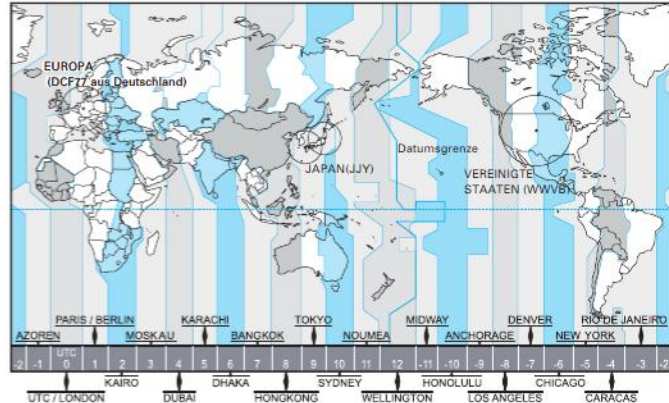 EUROPA
(DCF77 aus Deutschland)
JAPAN(JJY)
Datumsgrenze
VEREINIGTE
STAATEN (WWVB)
PARIS / BERLIN KARACHI TOKYO MIDWAY DENVER RIO DE JANEIRO
AZOREN MOSKAU BANGKOK NOUMEA ANCHORAGE NEW YORK
UTC
-2 -1 0 1 2 3 4 5 6 7 8 9 10 11 12 -11 -10 -9 -8 -7 -6 -5 -4 -3 -2
KAIRO DHAKA SYDNEY HONOLULU CHICAGO
UTC / LONDON DUBAI HONGKONG WELLINGTON LOS ANGELES CARACAS